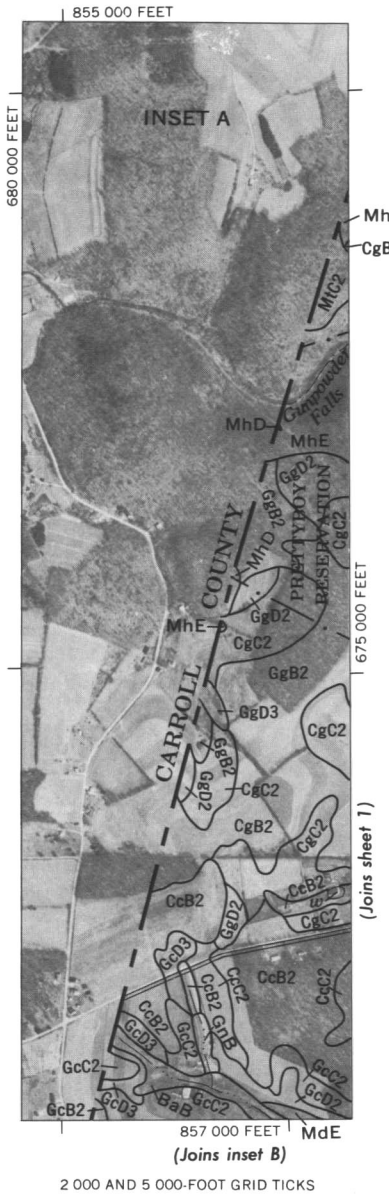 855 000 FEET
680 000 FEET
INSET A
Mh
CgB
MtC2
Gunpowder
Falls
MhD
MhE
GgD2
GgB2
CgC2
PRETTYBOY
RESERVATION
MhD
COUNTY
GgD2
MhE
CgC2
675 000 FEET
GgB2
GgD3
CARROLL
CgC2
GgB2
GgD2
CgC2
CgB2
CgC2
(Joins sheet 1)
CcB2
CcB2
GgD2
w
CgC2
GcD3
CcB2
CcC2
CcB2
CcC2
CcB2
GnB
GcD3
GcC2
GcC2
GcC2
GcD2
GcB2
GcD3
BaB
GcC2
MdE
857 000 FEET
(Joins inset B)
2 000 AND 5 000-FOOT GRID TICKS